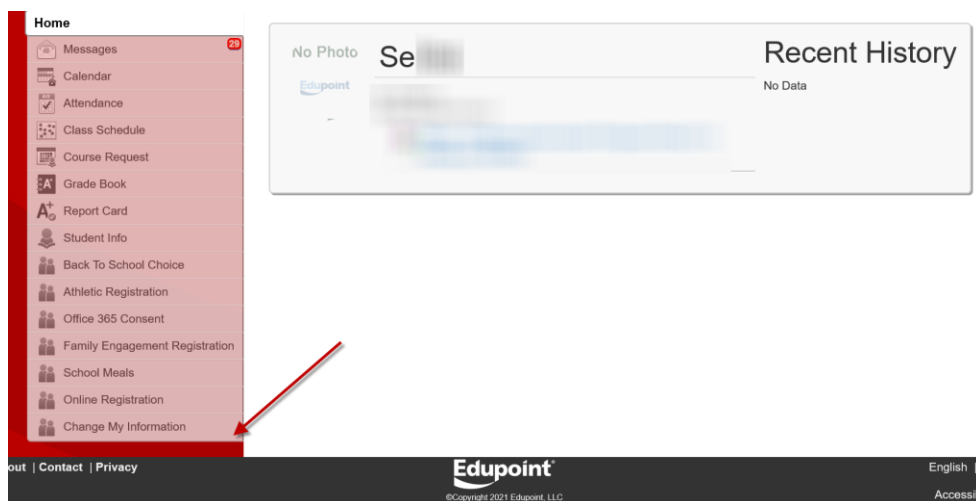 Home
Messages 29
Calendar
Attendance
Class Schedule
Course Request
Grade Book
Report Card
Student Info
Back To School Choice
Athletic Registration
Office 365 Consent
Family Engagement Registration
School Meals
Online Registration
Change My Information
No Photo
Edupoint
Se
Recent History
No Data
out | Contact | Privacy
Edupoint
©Copyright 2021 Edupoint, LLC
English |
Accessi